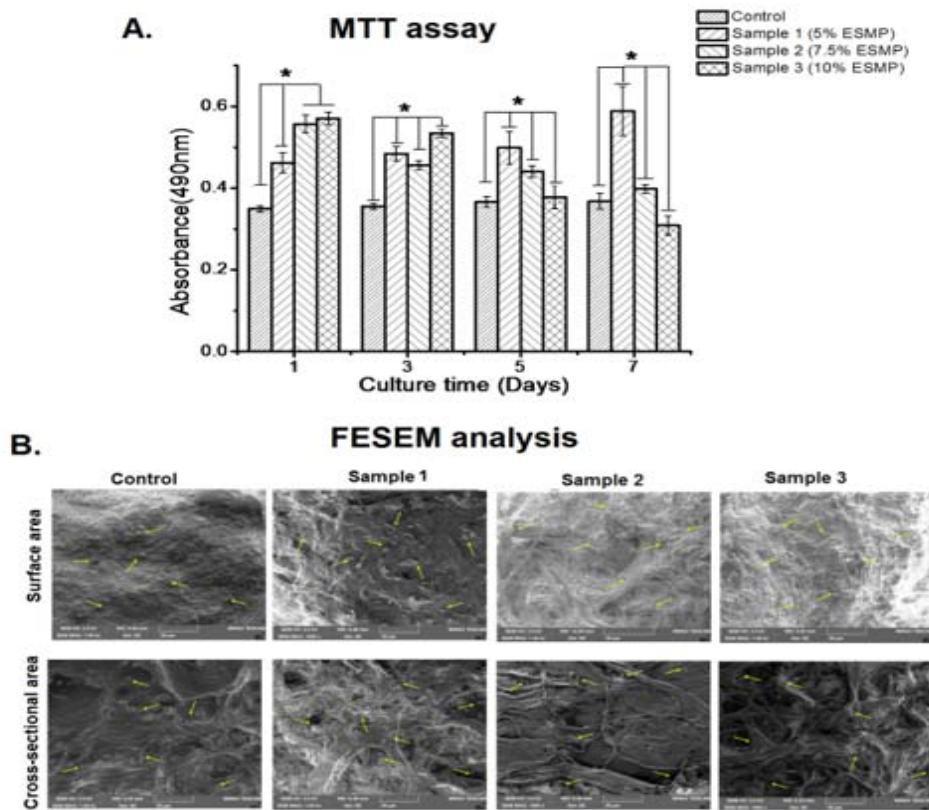 A.
MTT assay
Control
Sample 1 (5% ESMP)
Sample 2 (7.5% ESMP)
Sample 3 (10% ESMP)
Absorbance(490nm)
0.6
0.4
0.2
0.0
*
*
*
*
1
3
5
7
Culture time (Days)
B.
FESEM analysis
Control
Sample 1
Sample 2
Sample 3
Surface area
Cross-sectional area